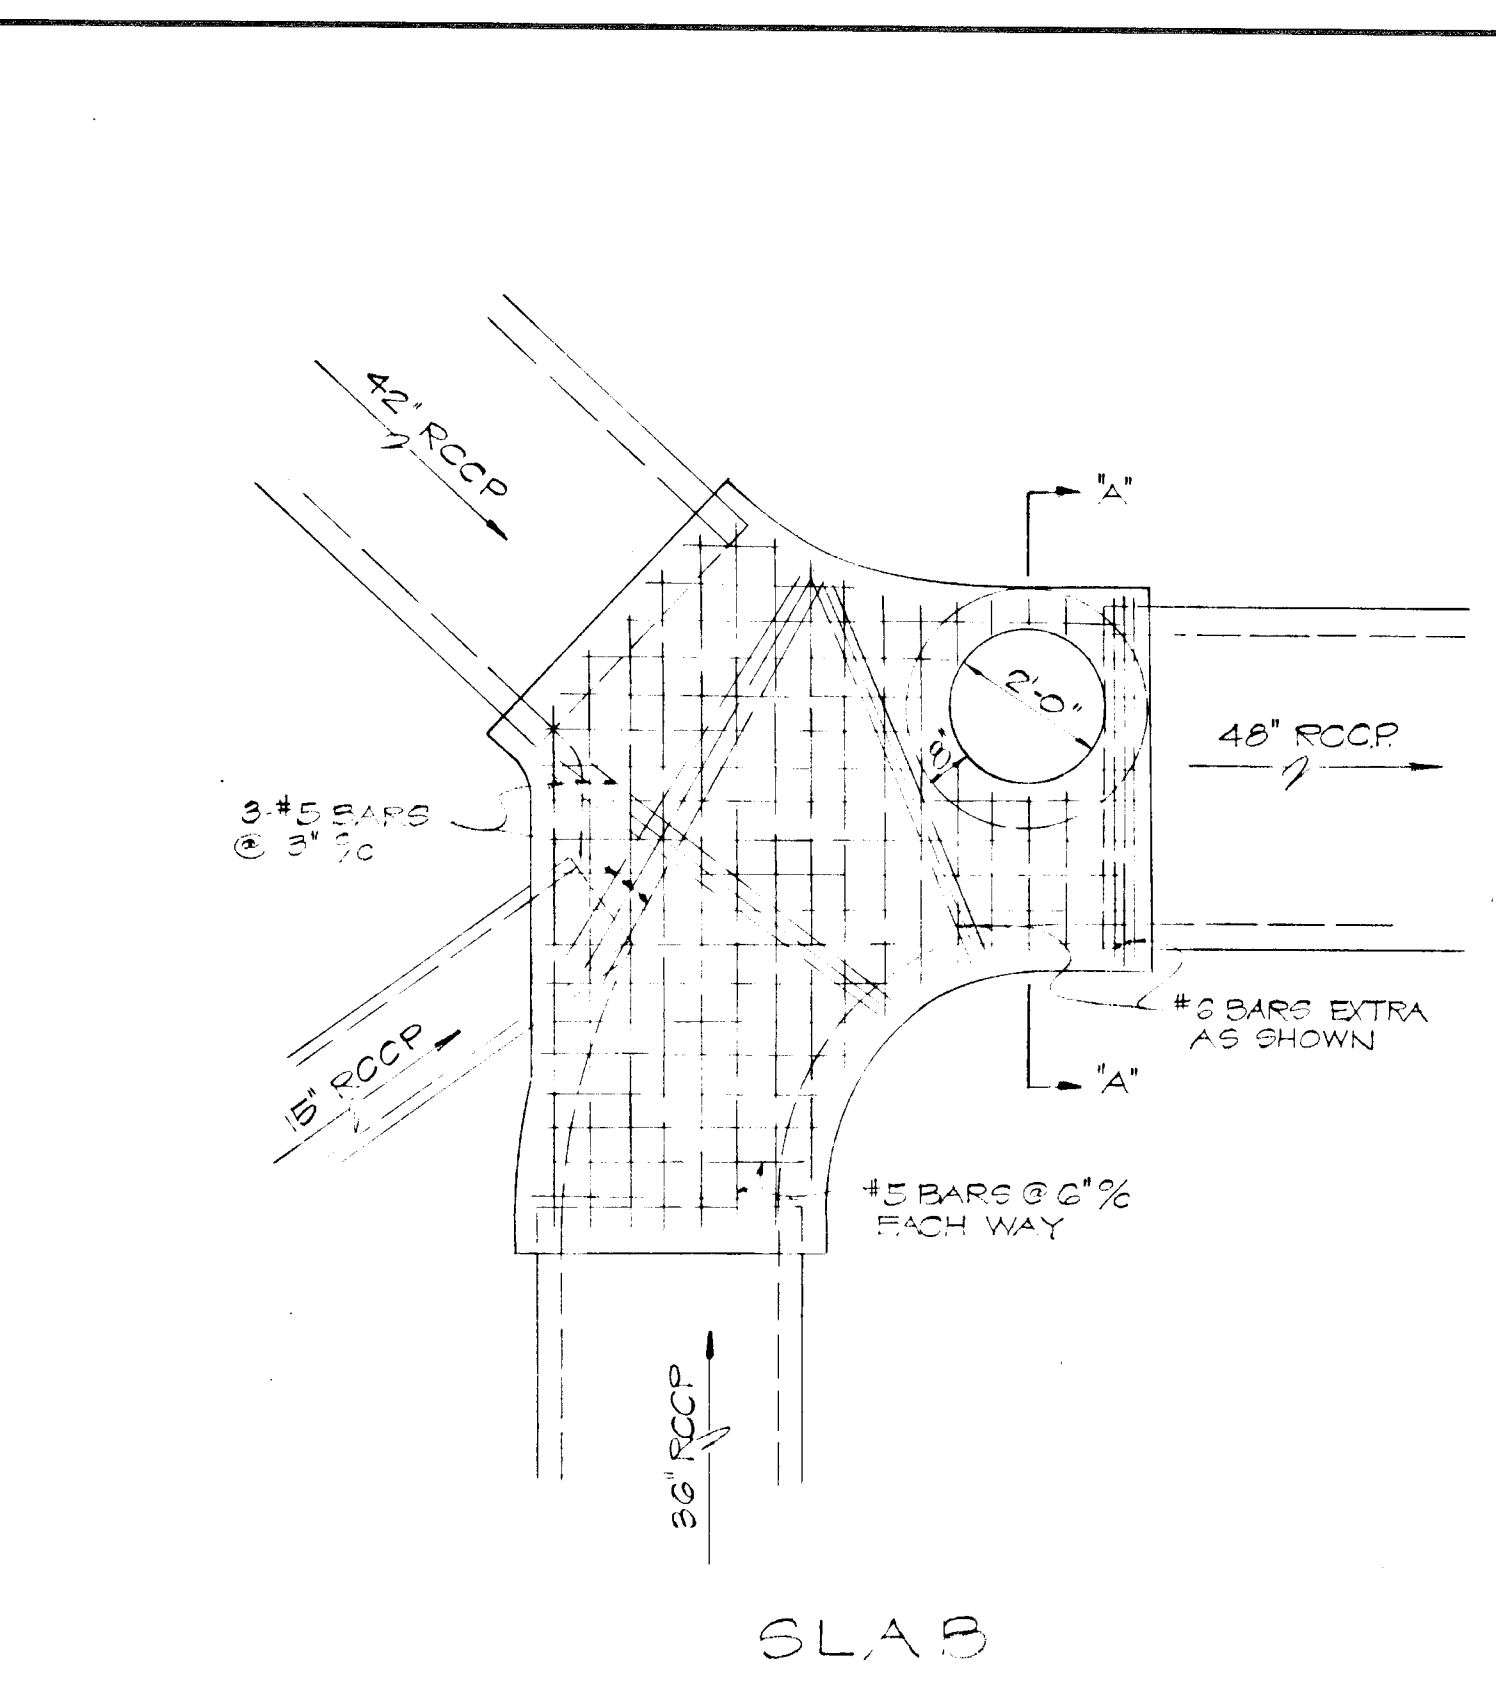 42" RCCP
"A"
2'-0"
8"
48" RCCP.
3-#5 BARS
@ 3" o/c
#6 BARS EXTRA
AS SHOWN
15" RCCP
"A"
#5 BARS @ 6" o/c
EACH WAY
36" RCCP
SLAB